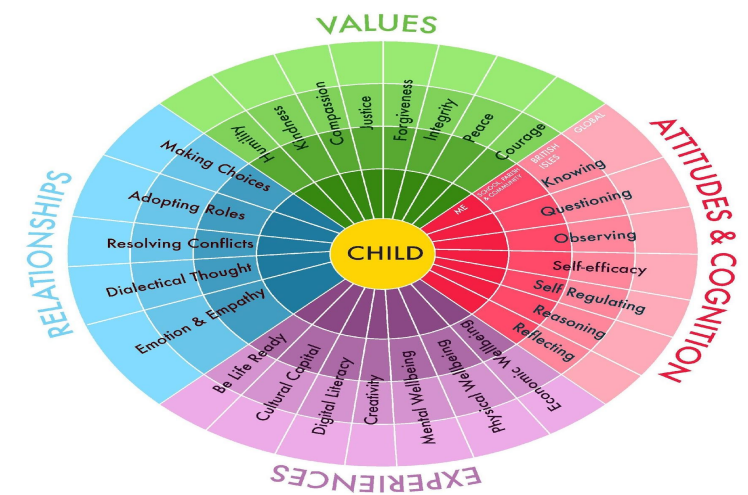 VALUES
Humility
Kindness
Compassion
Justice
Forgiveness
Integrity
Peace
Courage
GLOBAL
BRITISH
ISLES
SCHOOL, PARISH
& COMMUNITY
ME
ATTITUDES & COGNITION
Knowing
Questioning
Observing
Self-efficacy
Self Regulating
Reasoning
Reflecting
RELATIONSHIPS
Making Choices
Adopting Roles
Resolving Conflicts
Dialectical Thought
Emotion & Empathy
CHILD
Be Life Ready
Cultural Capital
Digital Literacy
Creativity
Mental Wellbeing
Physical Wellbeing
Economic Wellbeing
EXPERIENCES